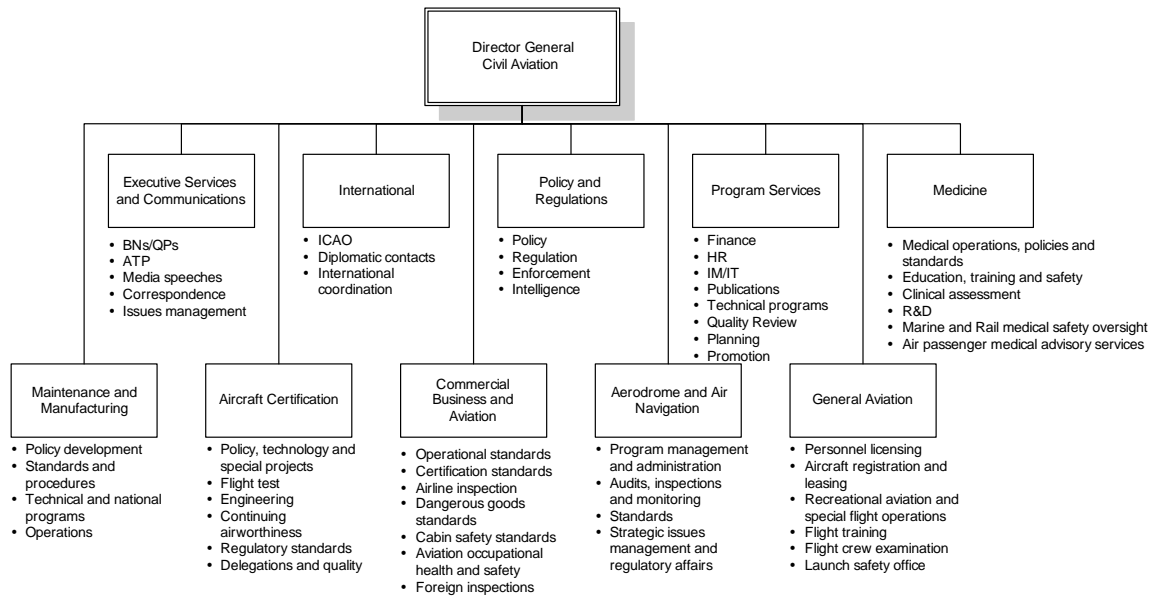 Director General
Civil Aviation
Executive Services
and Communications
• BNs/QPs
• ATP
• Media speeches
• Correspondence
• Issues management
International
• ICAO
• Diplomatic contacts
• International
coordination
Policy and
Regulations
• Policy
• Regulation
• Enforcement
• Intelligence
Program Services
• Finance
• HR
• IM/IT
• Publications
• Technical programs
• Quality Review
• Planning
• Promotion
Medicine
• Medical operations, policies and
standards
• Education, training and safety
• Clinical assessment
• R&D
• Marine and Rail medical safety oversight
• Air passenger medical advisory services
Maintenance and
Manufacturing
• Policy development
• Standards and
procedures
• Technical and national
programs
• Operations
Aircraft Certification
• Policy, technology and
special projects
• Flight test
• Engineering
• Continuing
airworthiness
• Regulatory standards
• Delegations and quality
Commercial
Business and
Aviation
• Operational standards
• Certification standards
• Airline inspection
• Dangerous goods
standards
• Cabin safety standards
• Aviation occupational
health and safety
• Foreign inspections
Aerodrome and Air
Navigation
• Program management
and administration
• Audits, inspections
and monitoring
• Standards
• Strategic issues
management and
regulatory affairs
General Aviation
• Personnel licensing
• Aircraft registration and
leasing
• Recreational aviation and
special flight operations
• Flight training
• Flight crew examination
• Launch safety office